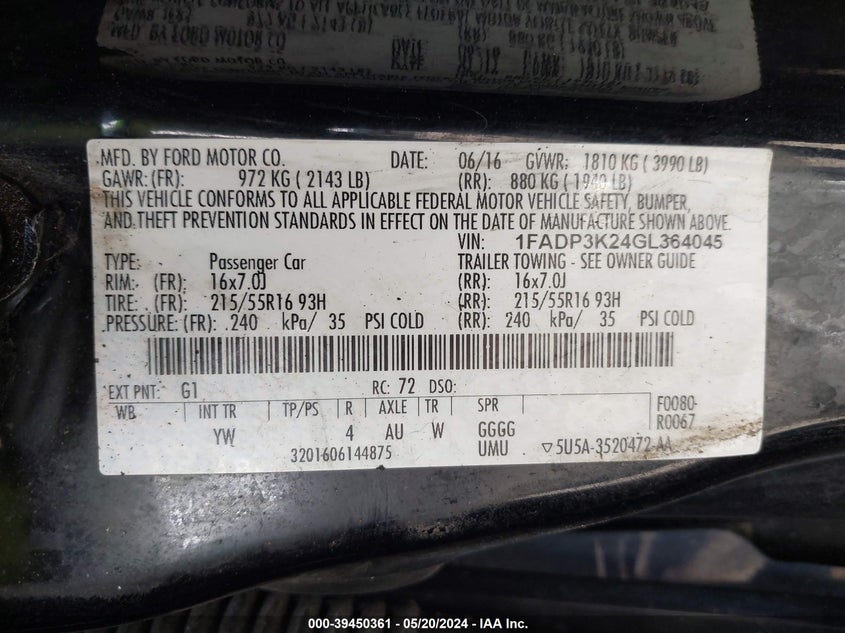 MFD. BY FORD MOTOR CO. DATE: 06/16 GVWR: 1810 KG ( 3990 LB)
GAWR: (FR): 972 KG ( 2143 LB) (RR): 880 KG ( 1940 LB)
THIS VEHICLE CONFORMS TO ALL APPLICABLE FEDERAL MOTOR VEHICLE SAFETY, BUMPER,
AND THEFT PREVENTION STANDARDS IN EFFECT ON THE DATE OF MANUFACTURE SHOWN ABOVE.
VIN: 1FADP3K24GL364045
TYPE: Passenger Car TRAILER TOWING - SEE OWNER GUIDE
RIM: (FR): 16x7.0J (RR): 16x7.0J
TIRE: (FR): 215/55R16 93H (RR): 215/55R16 93H
PRESSURE: (FR): 240 kPa/ 35 PSI COLD (RR): 240 kPa/ 35 PSI COLD
EXT PNT: G1 RC: 72 DSO:
WB INT TR TP/PS R AXLE TR SPR F0080-
R0067
YW 4 AU W GGGG
3201606144875 UMU ▽5U5A-3520472-AA
000-39450361 - 05/20/2024 - IAA Inc.